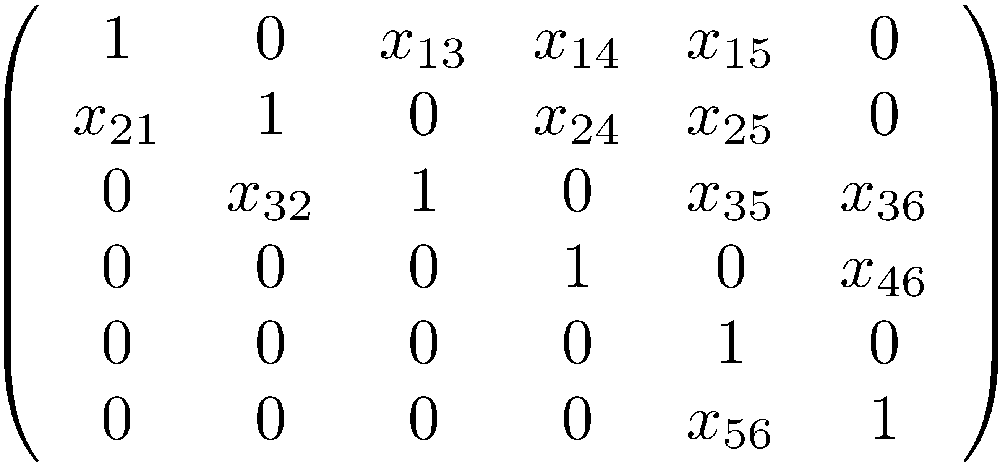 1 0 x₁₃ x₁₄ x₁₅ 0
x₂₁ 1 0 x₂₄ x₂₅ 0
0 x₃₂ 1 0 x₃₅ x₃₆
0 0 0 1 0 x₄₆
0 0 0 0 1 0
0 0 0 0 x₅₆ 1